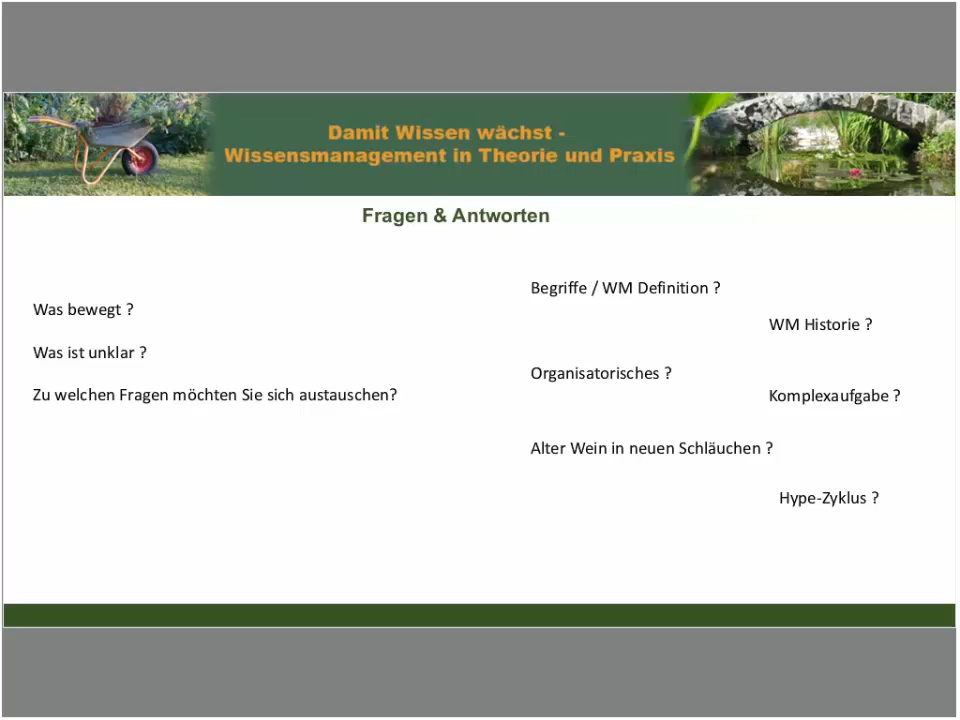 Damit Wissen wächst -
Wissensmanagement in Theorie und Praxis
Fragen & Antworten
Was bewegt ?
Was ist unklar ?
Zu welchen Fragen möchten Sie sich austauschen?
Begriffe / WM Definition ?
WM Historie ?
Organisatorisches ?
Komplexaufgabe ?
Alter Wein in neuen Schläuchen ?
Hype-Zyklus ?